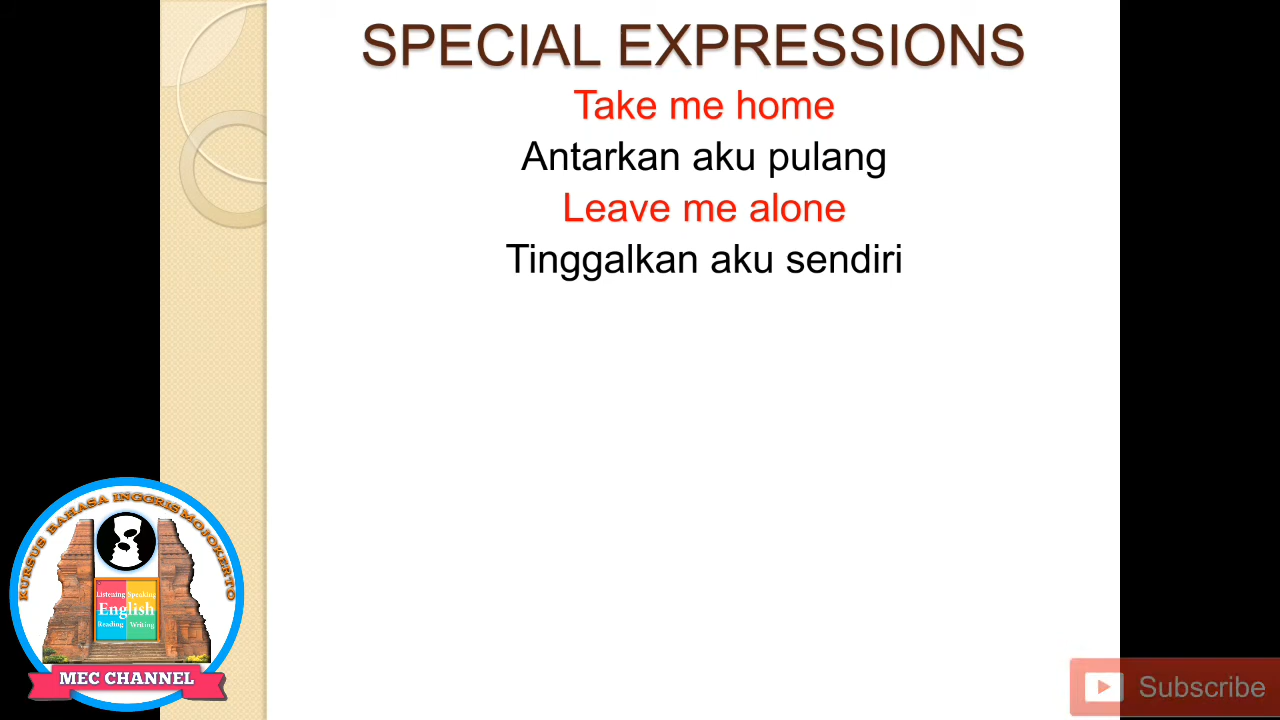 SPECIAL EXPRESSIONS
Take me home
Antarkan aku pulang
Leave me alone
Tinggalkan aku sendiri
KURSUS BAHASA INGGRIS MOJOKERTO
Listening Speaking
English
Reading Writing
MEC CHANNEL
Subscribe